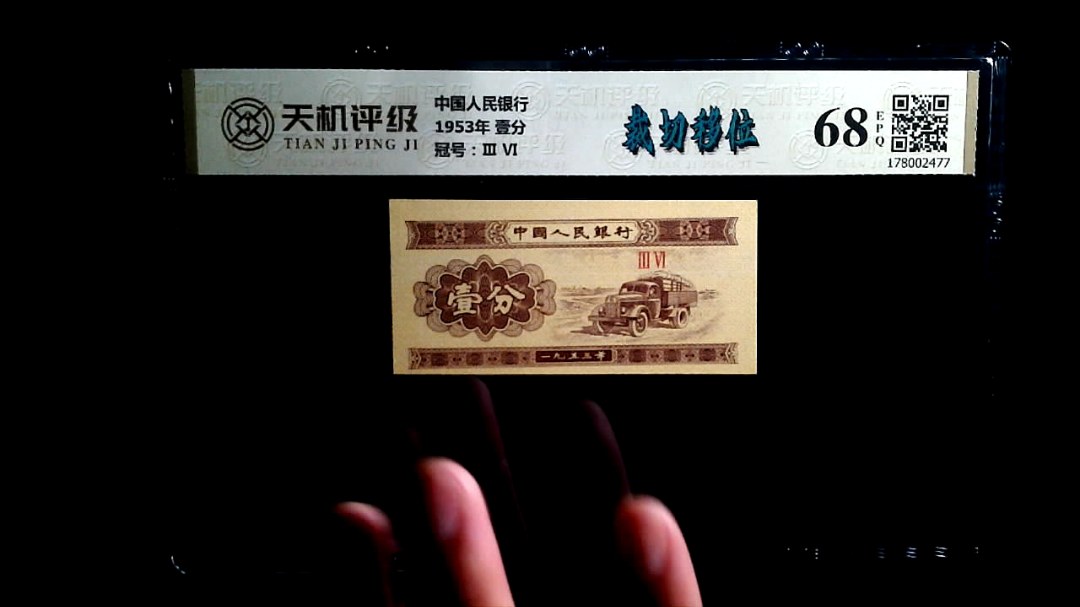 天机评级
TIAN JI PING JI
中国人民银行
1953年 壹分
冠号：Ⅲ Ⅵ
裁切移位
68
EPQ
178002477
中國人民銀行
Ⅲ Ⅵ
壹分
一九五三年